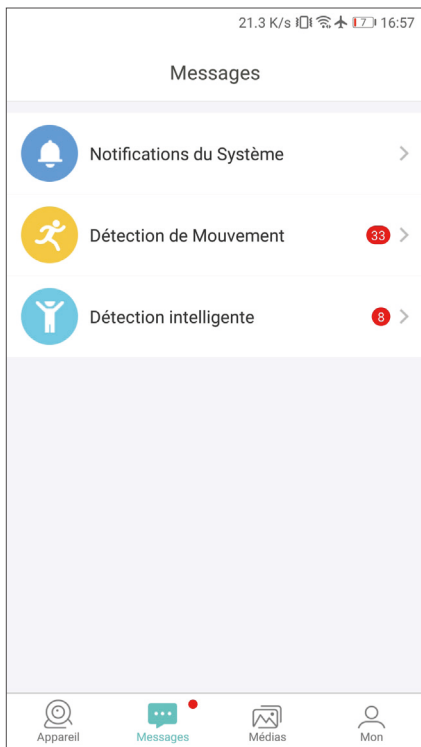 21.3 K/s 7 16:57
Messages
Notifications du Système
Détection de Mouvement 33
Détection intelligente 8
Appareil Messages Médias Mon